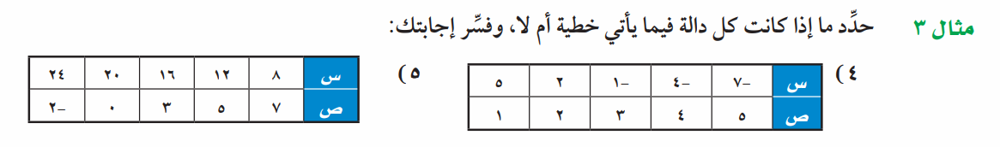 مثال ٣ حدِّد ما إذا كانت كل دالة فيما يأتي خطية أم لا، وفسِّر إجابتك:
٤)
س –٧ –٤ –١ ٢ ٥
ص ٥ ٤ ٣ ٢ ١
٥)
س ٨ ١٢ ١٦ ٢٠ ٢٤
ص ٧ ٥ ٣ ٠ –٢